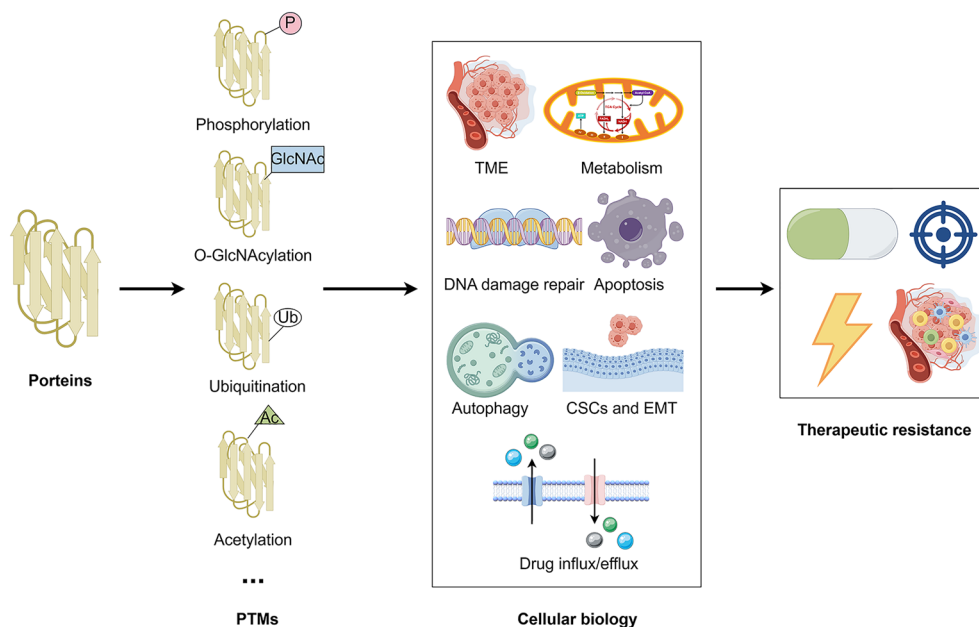 P
Phosphorylation
GlcNAc
O-GlcNAcylation
Ub
Ubiquitination
Ac
Acetylation
...
Porteins
PTMs
TME
Metabolism
DNA damage repair
Apoptosis
Autophagy
CSCs and EMT
Drug influx/efflux
Cellular biology
Therapeutic resistance